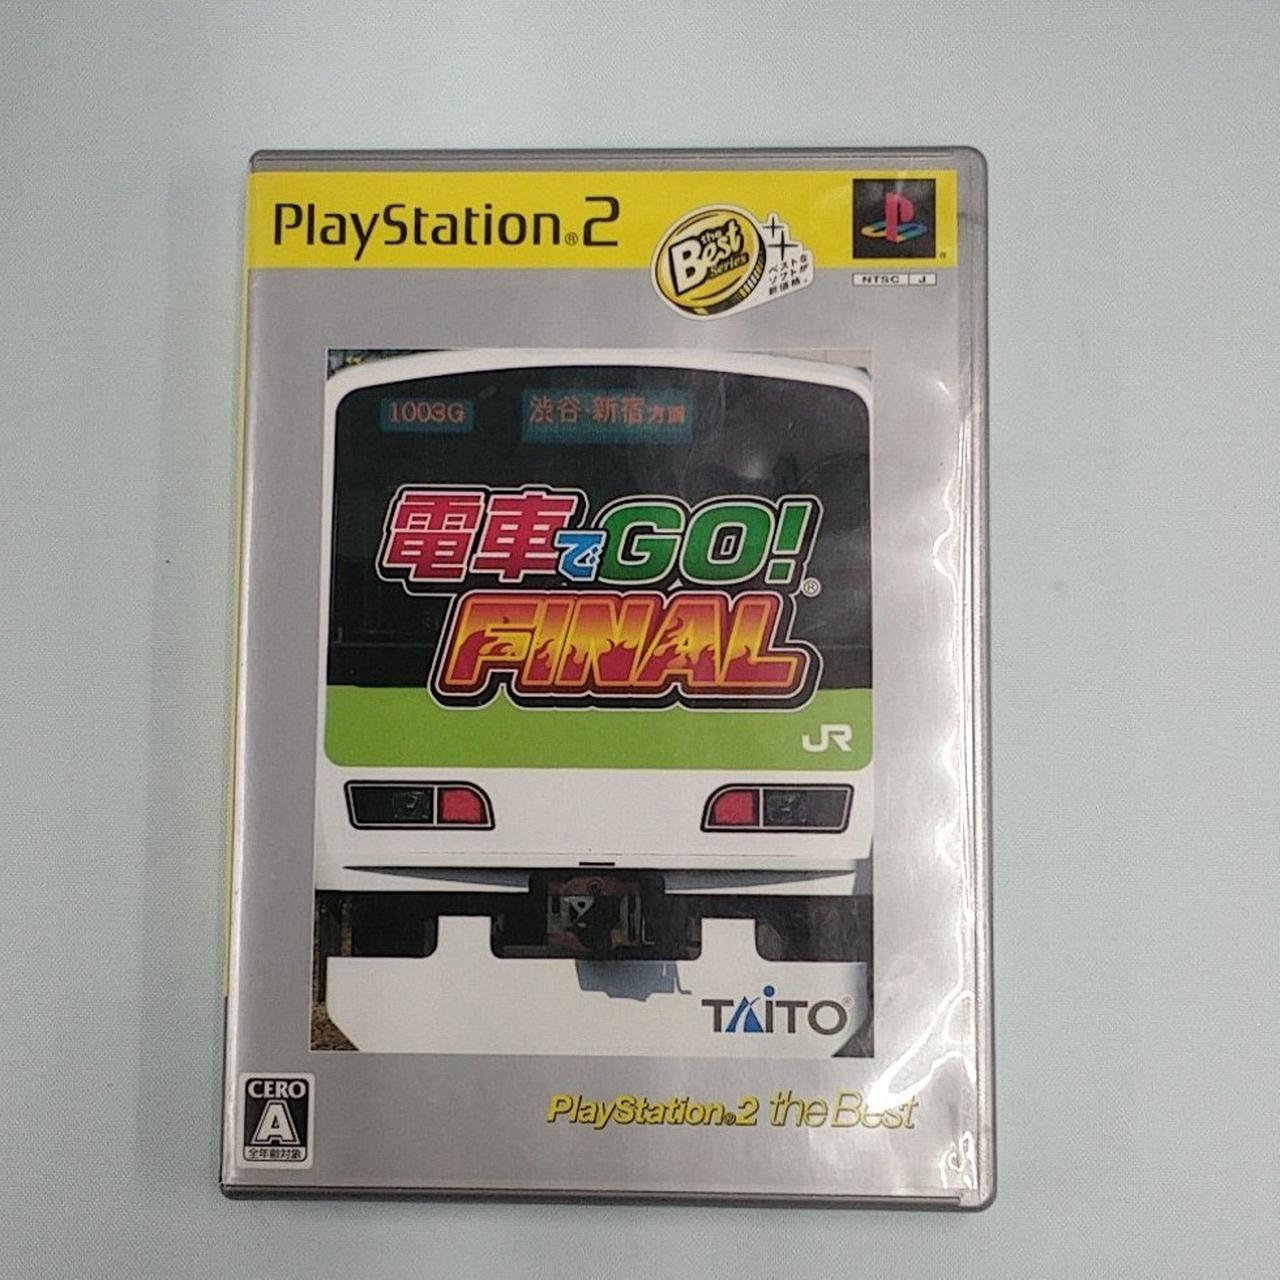 PlayStation®2
the Best Series
ベストな
ソフトが
新価格。
NTSC J
1003G
渋谷・新宿方面
電車でGO!
FINAL
®
JR
TAITO®
CERO
A
全年齢対象
PlayStation®2 the Best